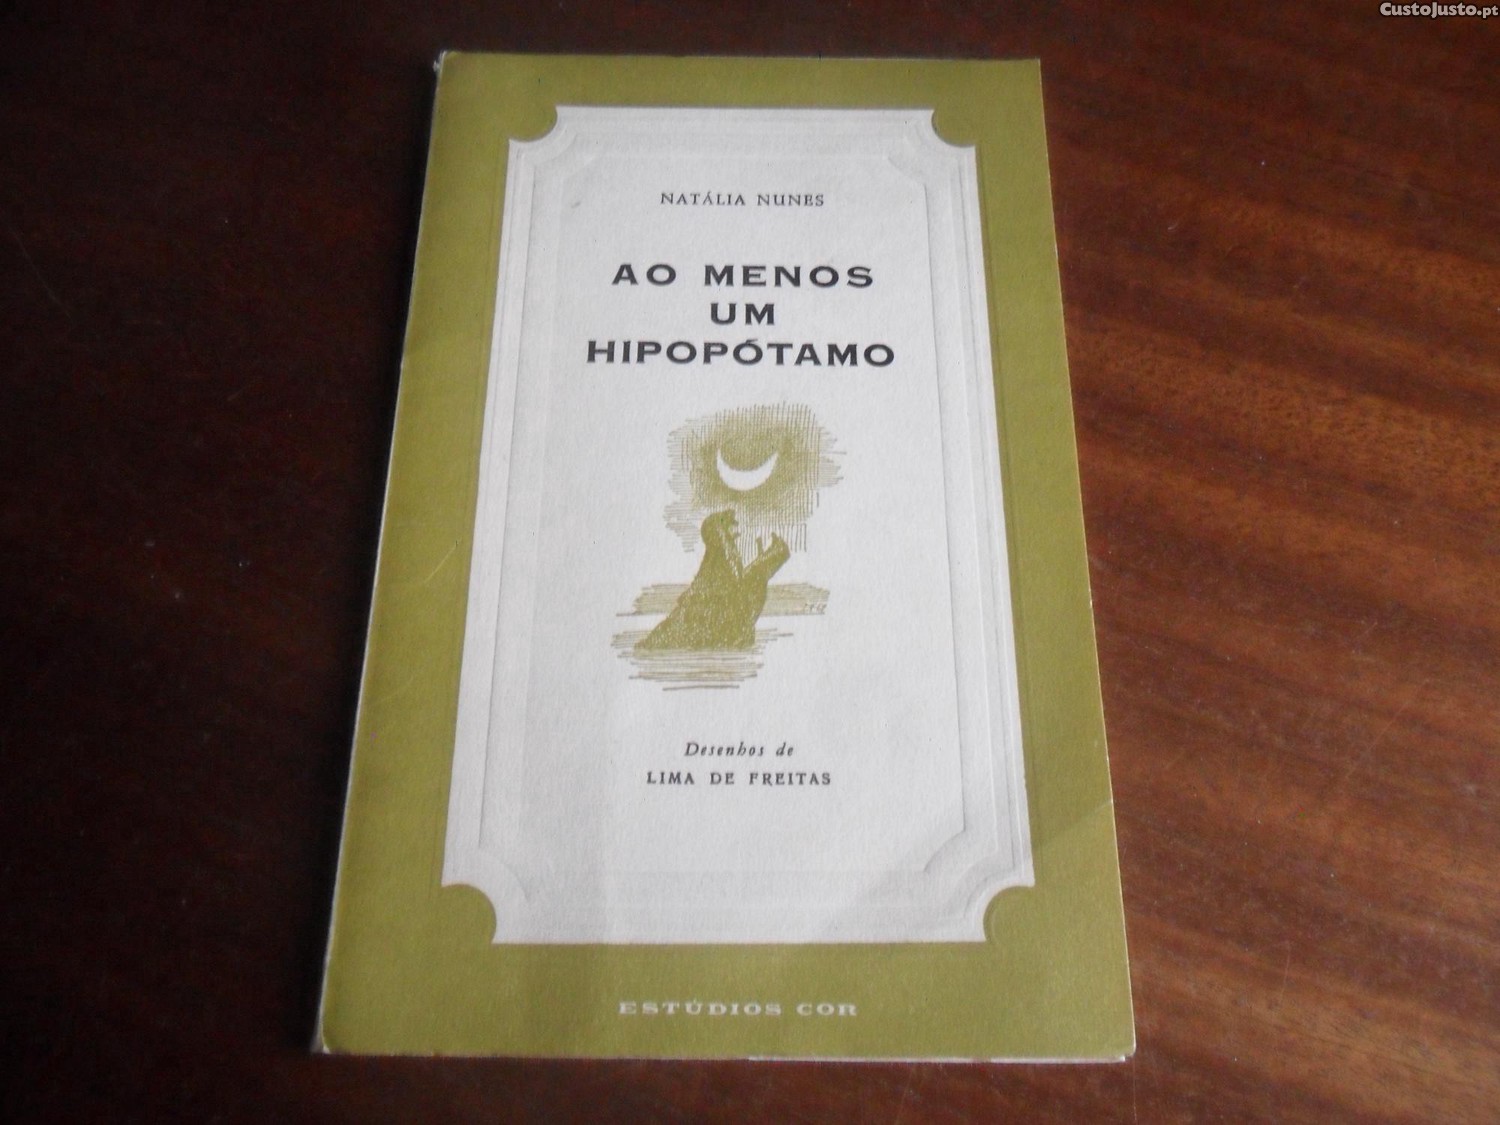 CustoJusto.pt
NATÁLIA NUNES
AO MENOS
UM
HIPOPÓTAMO
Desenhos de
LIMA DE FREITAS
ESTÚDIOS COR